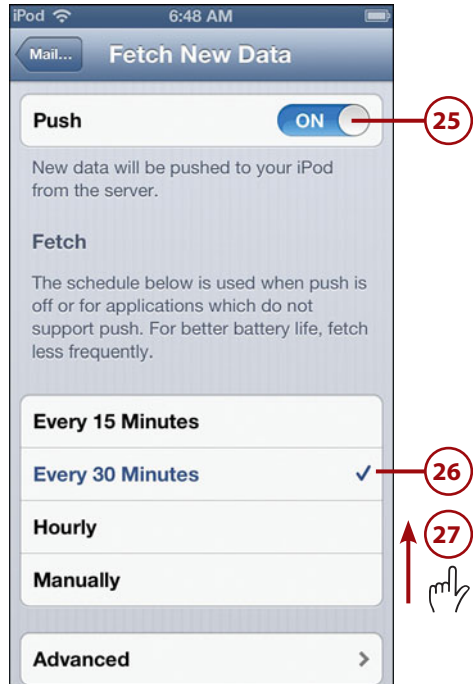 iPod 6:48 AM
Mail... Fetch New Data
Push ON 25
New data will be pushed to your iPod
from the server.
Fetch
The schedule below is used when push is
off or for applications which do not
support push. For better battery life, fetch
less frequently.
Every 15 Minutes
Every 30 Minutes ✓ 26
Hourly 27
Manually
Advanced >